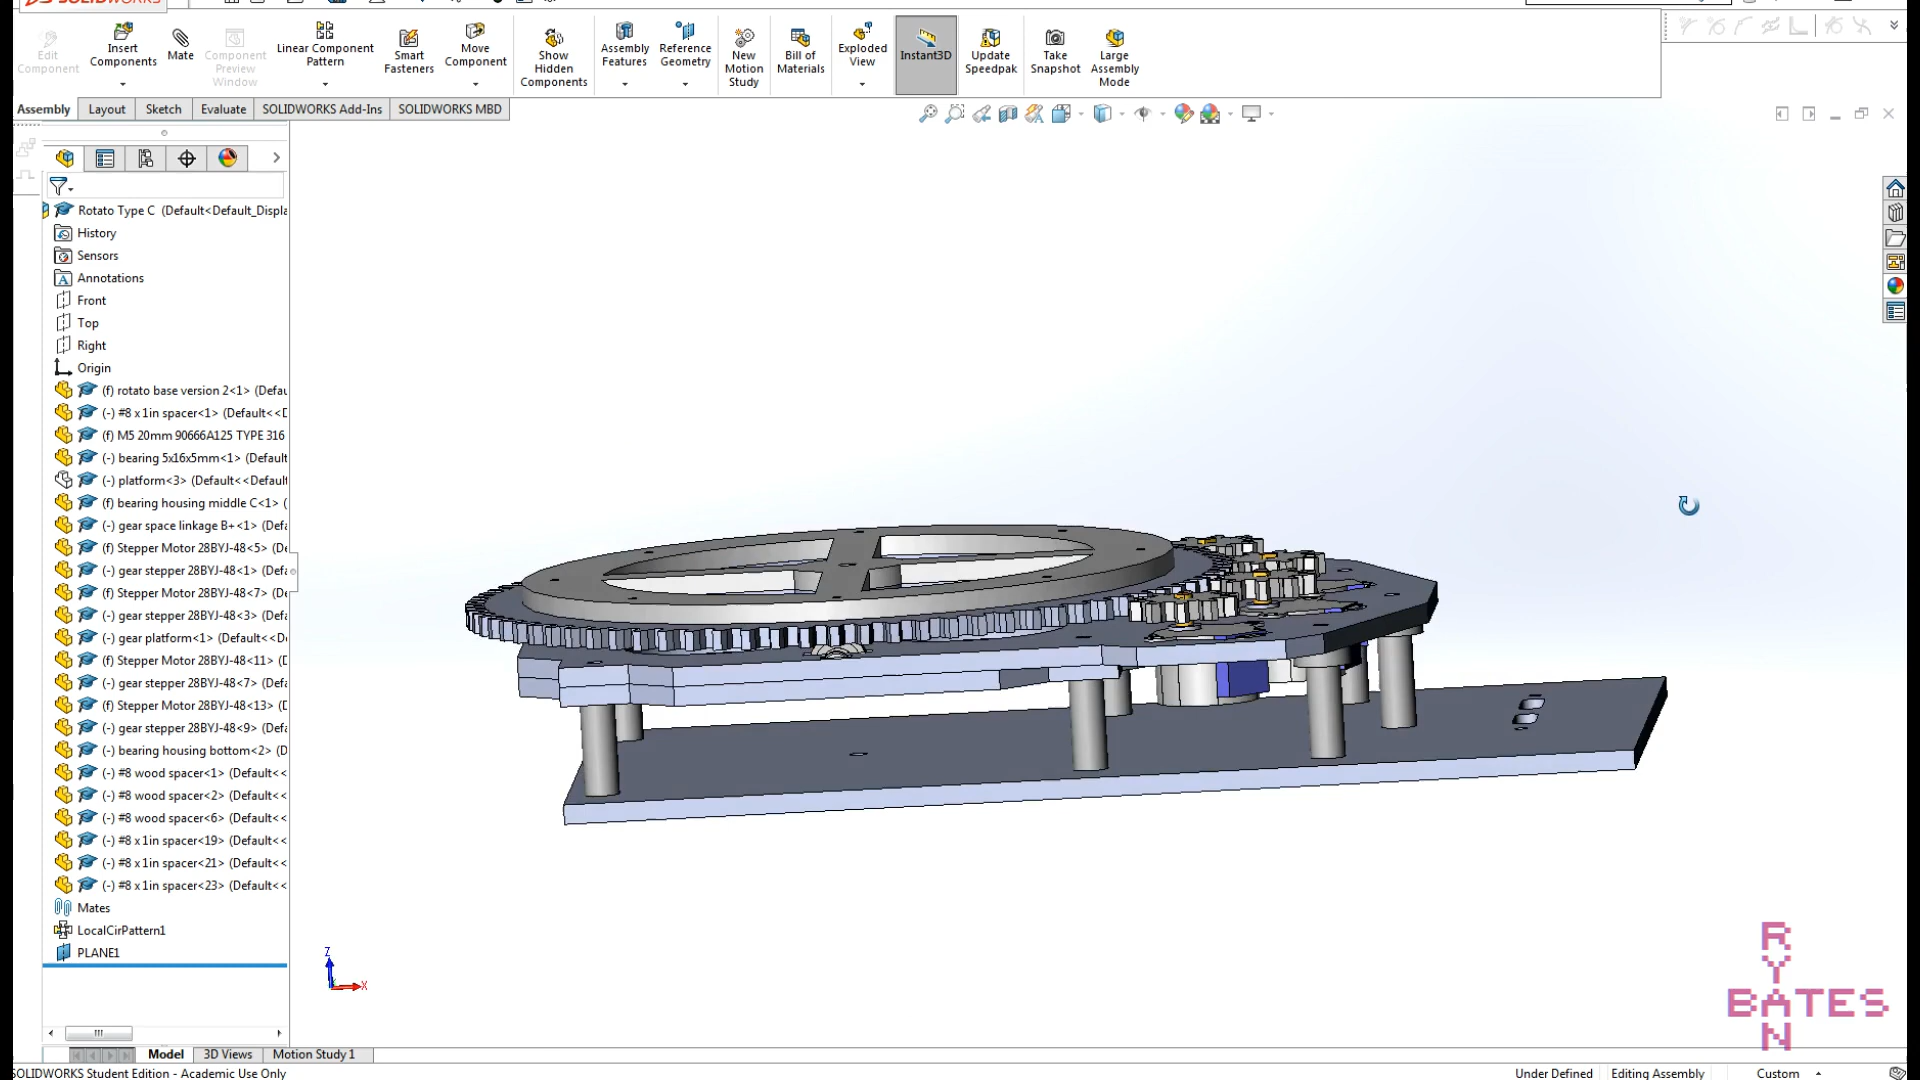 SOLIDWORKS
Edit Component
Insert Components
Mate
Component Preview Window
Linear Component Pattern
Smart Fasteners
Move Component
Show Hidden Components
Assembly Features
Reference Geometry
New Motion Study
Bill of Materials
Exploded View
Instant3D
Update Speedpak
Take Snapshot
Large Assembly Mode
Assembly
Layout
Sketch
Evaluate
SOLIDWORKS Add-Ins
SOLIDWORKS MBD
Rotato Type C (Default<Default_Displa
History
Sensors
Annotations
Front
Top
Right
Origin
(f) rotato base version 2<1> (Defau
(-) #8 x 1in spacer<1> (Default<<D
(f) M5 20mm 90666A125 TYPE 316
(-) bearing 5x16x5mm<1> (Default
(-) platform<3> (Default<<Default
(f) bearing housing middle C<1> (
(-) gear space linkage B+<1> (Defa
(f) Stepper Motor 28BYJ-48<5> (De
(-) gear stepper 28BYJ-48<1> (Defa
(f) Stepper Motor 28BYJ-48<7> (De
(-) gear stepper 28BYJ-48<3> (Defa
(-) gear platform<1> (Default<<De
(f) Stepper Motor 28BYJ-48<11> (D
(-) gear stepper 28BYJ-48<7> (Defa
(f) Stepper Motor 28BYJ-48<13> (D
(-) gear stepper 28BYJ-48<9> (Defa
(-) bearing housing bottom<2> (D
(-) #8 wood spacer<1> (Default<<
(-) #8 wood spacer<2> (Default<<
(-) #8 wood spacer<6> (Default<<
(-) #8 x 1in spacer<19> (Default<<
(-) #8 x 1in spacer<21> (Default<<
(-) #8 x 1in spacer<23> (Default<<
Mates
LocalCirPattern1
PLANE1
Z
X
RYAN
BATES
Model
3D Views
Motion Study 1
SOLIDWORKS Student Edition - Academic Use Only
Under Defined
Editing Assembly
Custom